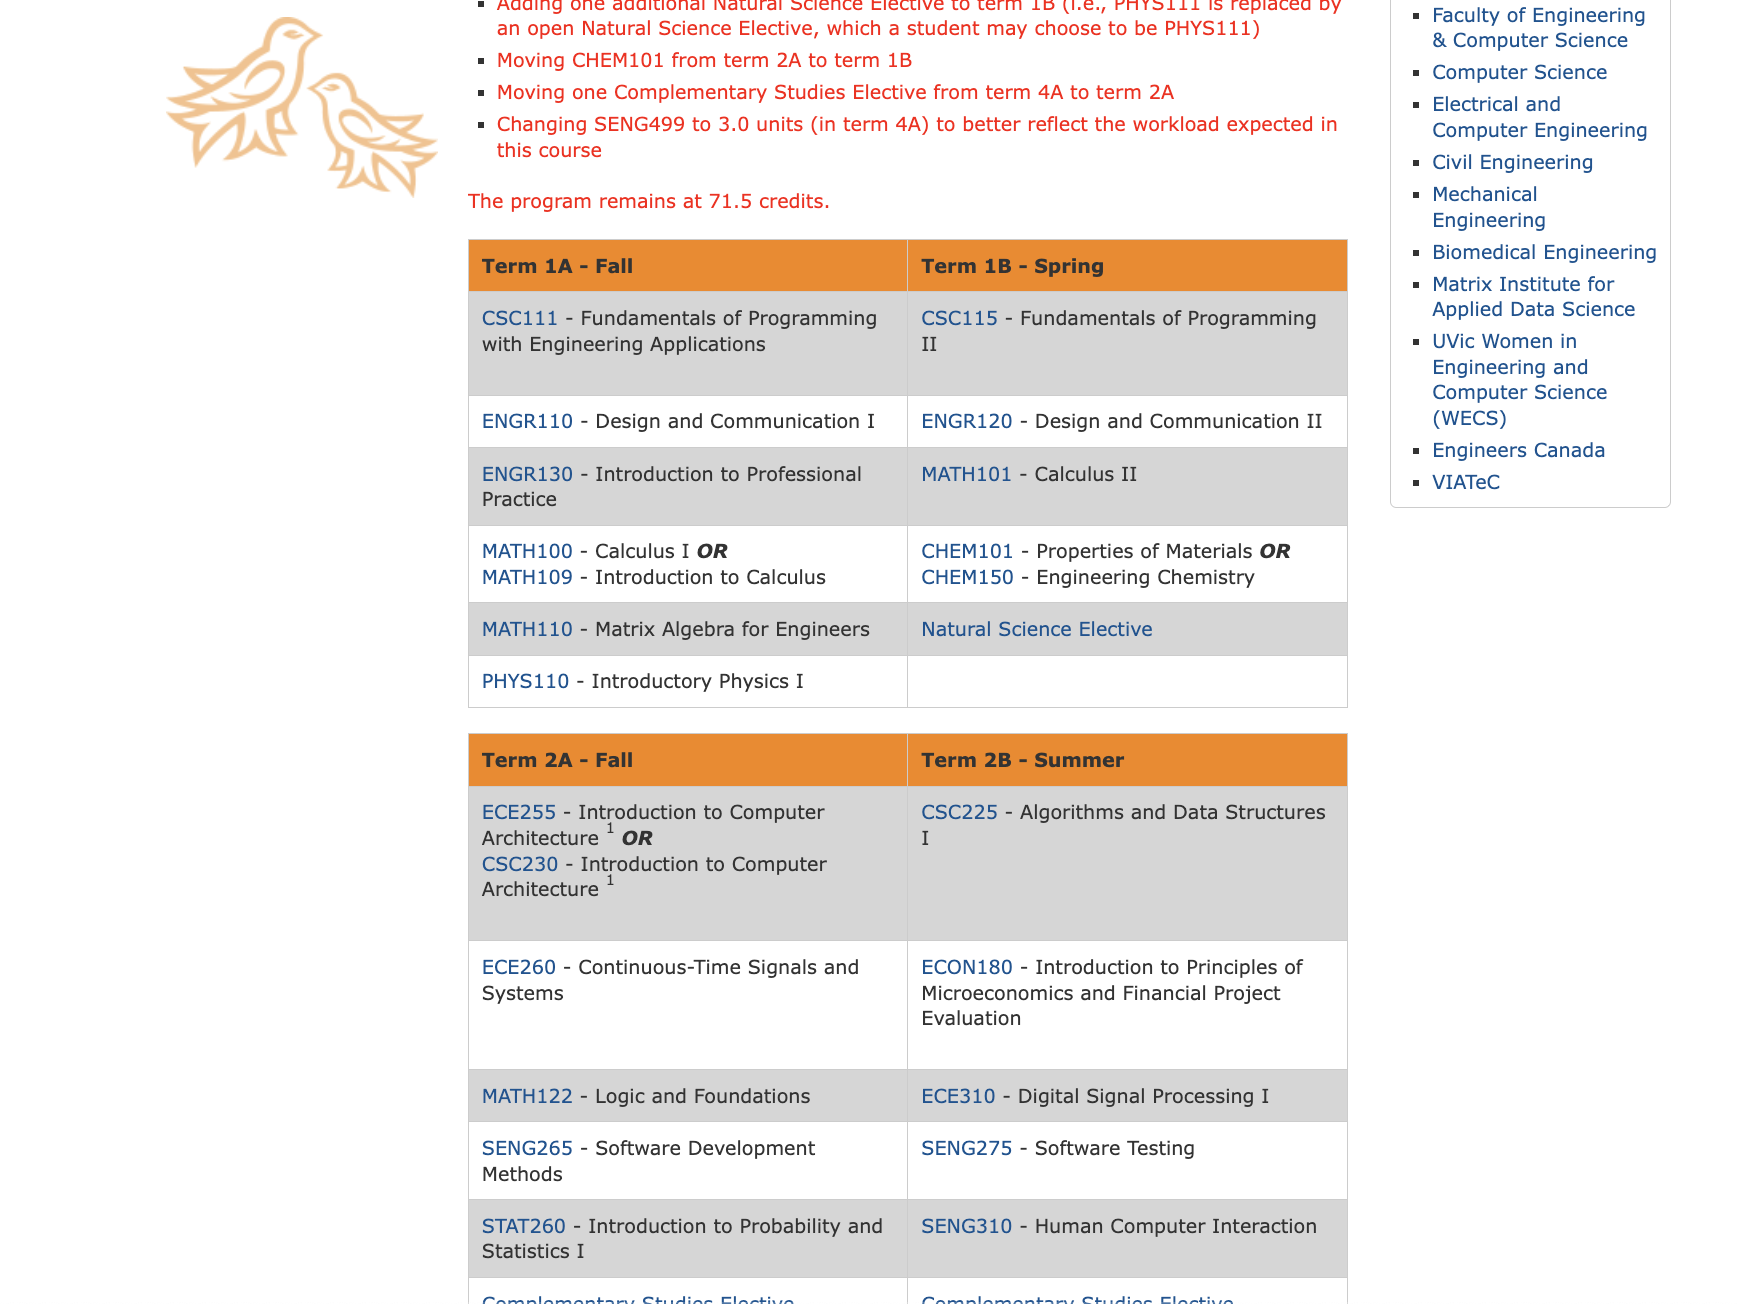 Adding one additional Natural Science Elective to term 1B (i.e., PHYS111 is replaced by
an open Natural Science Elective, which a student may choose to be PHYS111)
Moving CHEM101 from term 2A to term 1B
Moving one Complementary Studies Elective from term 4A to term 2A
Changing SENG499 to 3.0 units (in term 4A) to better reflect the workload expected in
this course
The program remains at 71.5 credits.
Term 1A - Fall
Term 1B - Spring
CSC111 - Fundamentals of Programming
with Engineering Applications
CSC115 - Fundamentals of Programming
II
ENGR110 - Design and Communication I
ENGR120 - Design and Communication II
ENGR130 - Introduction to Professional
Practice
MATH101 - Calculus II
MATH100 - Calculus I OR
MATH109 - Introduction to Calculus
CHEM101 - Properties of Materials OR
CHEM150 - Engineering Chemistry
MATH110 - Matrix Algebra for Engineers
Natural Science Elective
PHYS110 - Introductory Physics I
Term 2A - Fall
Term 2B - Summer
ECE255 - Introduction to Computer
Architecture 1 OR
CSC230 - Introduction to Computer
Architecture 1
CSC225 - Algorithms and Data Structures
I
ECE260 - Continuous-Time Signals and
Systems
ECON180 - Introduction to Principles of
Microeconomics and Financial Project
Evaluation
MATH122 - Logic and Foundations
ECE310 - Digital Signal Processing I
SENG265 - Software Development
Methods
SENG275 - Software Testing
STAT260 - Introduction to Probability and
Statistics I
SENG310 - Human Computer Interaction
Complementary Studies Elective
Complementary Studies Elective
Faculty of Engineering
& Computer Science
Computer Science
Electrical and
Computer Engineering
Civil Engineering
Mechanical
Engineering
Biomedical Engineering
Matrix Institute for
Applied Data Science
UVic Women in
Engineering and
Computer Science
(WECS)
Engineers Canada
VIATeC